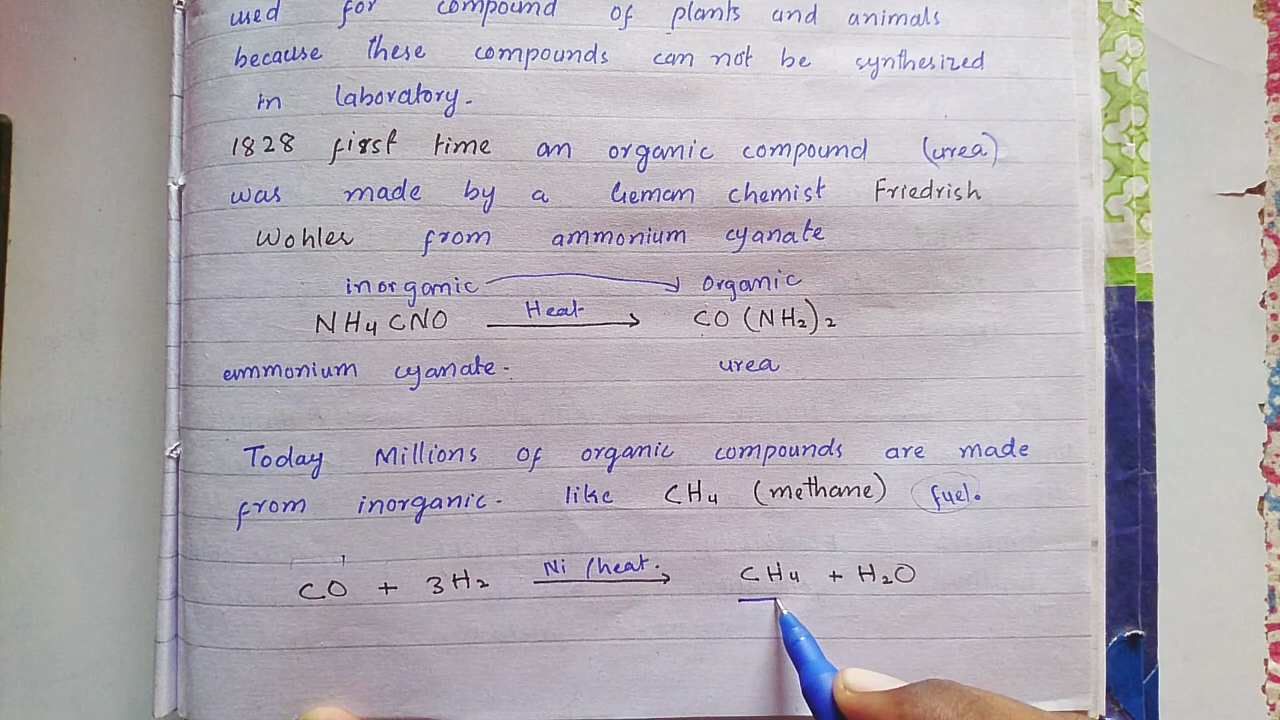 used for compound of plants and animals
because these compounds can not be synthesized
in laboratory.
1828 first time an organic compound (urea)
was made by a German chemist Friedrish
Wohler from ammonium cyanate
inorganic → organic
NH4CNO Heat → CO(NH2)2
ammonium cyanate. urea
Today Millions of organic compounds are made
from inorganic. like CH4 (methane) fuel.
CO + 3H2 Ni/heat. → CH4 + H2O